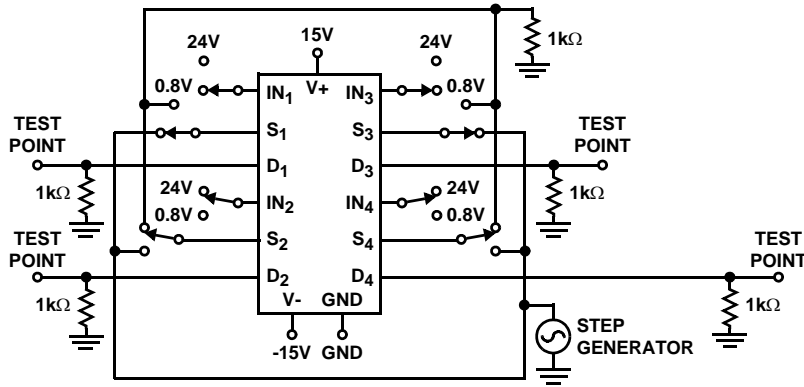 1kΩ
24V
15V
24V
0.8V
V+
0.8V
IN1
IN3
TEST
POINT
S1
S3
TEST
POINT
D1
D3
1kΩ
24V
IN2
IN4
24V
1kΩ
0.8V
0.8V
TEST
POINT
S2
S4
TEST
POINT
D2
D4
1kΩ
V-
GND
1kΩ
-15V
GND
STEP
GENERATOR